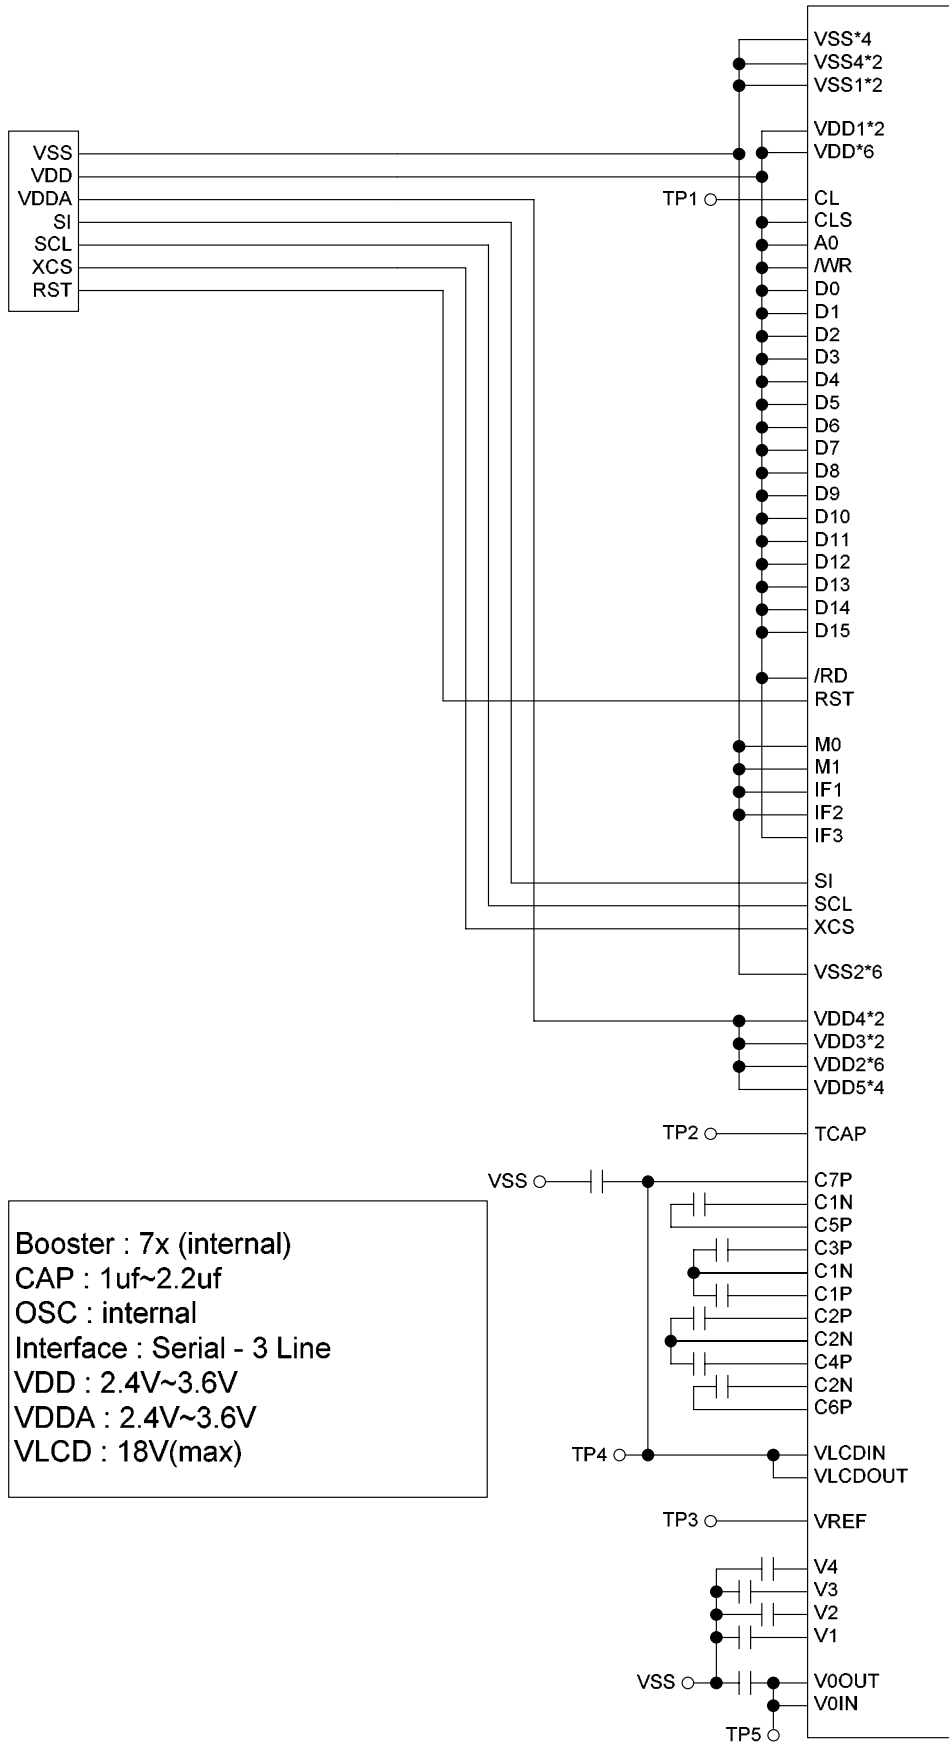 VSS*4
VSS4*2
VSS1*2
VDD1*2
VDD*6
VSS
VDD
VDDA
SI
SCL
XCS
RST
TP1
CL
CLS
A0
/WR
D0
D1
D2
D3
D4
D5
D6
D7
D8
D9
D10
D11
D12
D13
D14
D15
/RD
RST
M0
M1
IF1
IF2
IF3
SI
SCL
XCS
VSS2*6
VDD4*2
VDD3*2
VDD2*6
VDD5*4
TP2
TCAP
VSS
C7P
C1N
C5P
C3P
C1N
C1P
C2P
C2N
C4P
C2N
C6P
Booster : 7x (internal)
CAP : 1uf~2.2uf
OSC : internal
Interface : Serial - 3 Line
VDD : 2.4V~3.6V
VDDA : 2.4V~3.6V
VLCD : 18V(max)
TP4
VLCDIN
VLCDOUT
TP3
VREF
V4
V3
V2
V1
VSS
V0OUT
V0IN
TP5